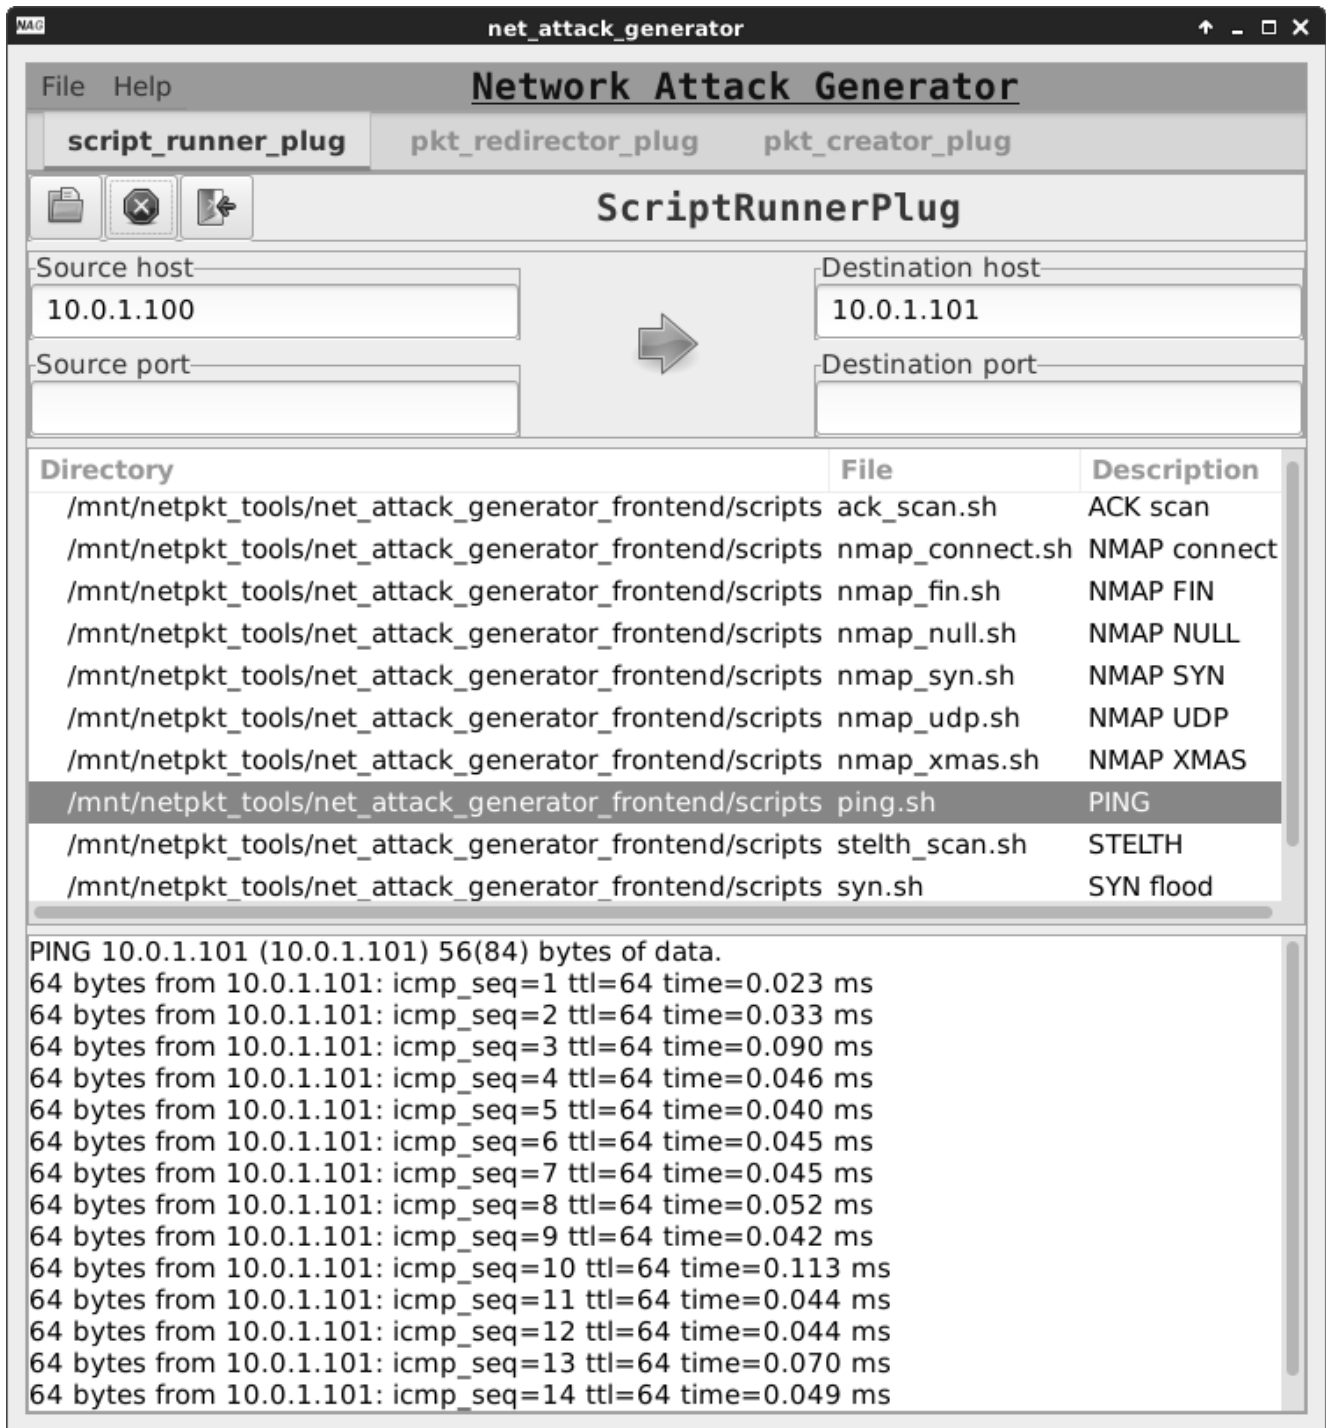 NAG net_attack_generator
File Help Network Attack Generator
script_runner_plug pkt_redirector_plug pkt_creator_plug
ScriptRunnerPlug
Source host Destination host
10.0.1.100 10.0.1.101
Source port Destination port
Directory File Description
/mnt/netpkt_tools/net_attack_generator_frontend/scripts ack_scan.sh ACK scan
/mnt/netpkt_tools/net_attack_generator_frontend/scripts nmap_connect.sh NMAP connect
/mnt/netpkt_tools/net_attack_generator_frontend/scripts nmap_fin.sh NMAP FIN
/mnt/netpkt_tools/net_attack_generator_frontend/scripts nmap_null.sh NMAP NULL
/mnt/netpkt_tools/net_attack_generator_frontend/scripts nmap_syn.sh NMAP SYN
/mnt/netpkt_tools/net_attack_generator_frontend/scripts nmap_udp.sh NMAP UDP
/mnt/netpkt_tools/net_attack_generator_frontend/scripts nmap_xmas.sh NMAP XMAS
/mnt/netpkt_tools/net_attack_generator_frontend/scripts ping.sh PING
/mnt/netpkt_tools/net_attack_generator_frontend/scripts stelth_scan.sh STELTH
/mnt/netpkt_tools/net_attack_generator_frontend/scripts syn.sh SYN flood
PING 10.0.1.101 (10.0.1.101) 56(84) bytes of data.
64 bytes from 10.0.1.101: icmp_seq=1 ttl=64 time=0.023 ms
64 bytes from 10.0.1.101: icmp_seq=2 ttl=64 time=0.033 ms
64 bytes from 10.0.1.101: icmp_seq=3 ttl=64 time=0.090 ms
64 bytes from 10.0.1.101: icmp_seq=4 ttl=64 time=0.046 ms
64 bytes from 10.0.1.101: icmp_seq=5 ttl=64 time=0.040 ms
64 bytes from 10.0.1.101: icmp_seq=6 ttl=64 time=0.045 ms
64 bytes from 10.0.1.101: icmp_seq=7 ttl=64 time=0.045 ms
64 bytes from 10.0.1.101: icmp_seq=8 ttl=64 time=0.052 ms
64 bytes from 10.0.1.101: icmp_seq=9 ttl=64 time=0.042 ms
64 bytes from 10.0.1.101: icmp_seq=10 ttl=64 time=0.113 ms
64 bytes from 10.0.1.101: icmp_seq=11 ttl=64 time=0.044 ms
64 bytes from 10.0.1.101: icmp_seq=12 ttl=64 time=0.044 ms
64 bytes from 10.0.1.101: icmp_seq=13 ttl=64 time=0.070 ms
64 bytes from 10.0.1.101: icmp_seq=14 ttl=64 time=0.049 ms